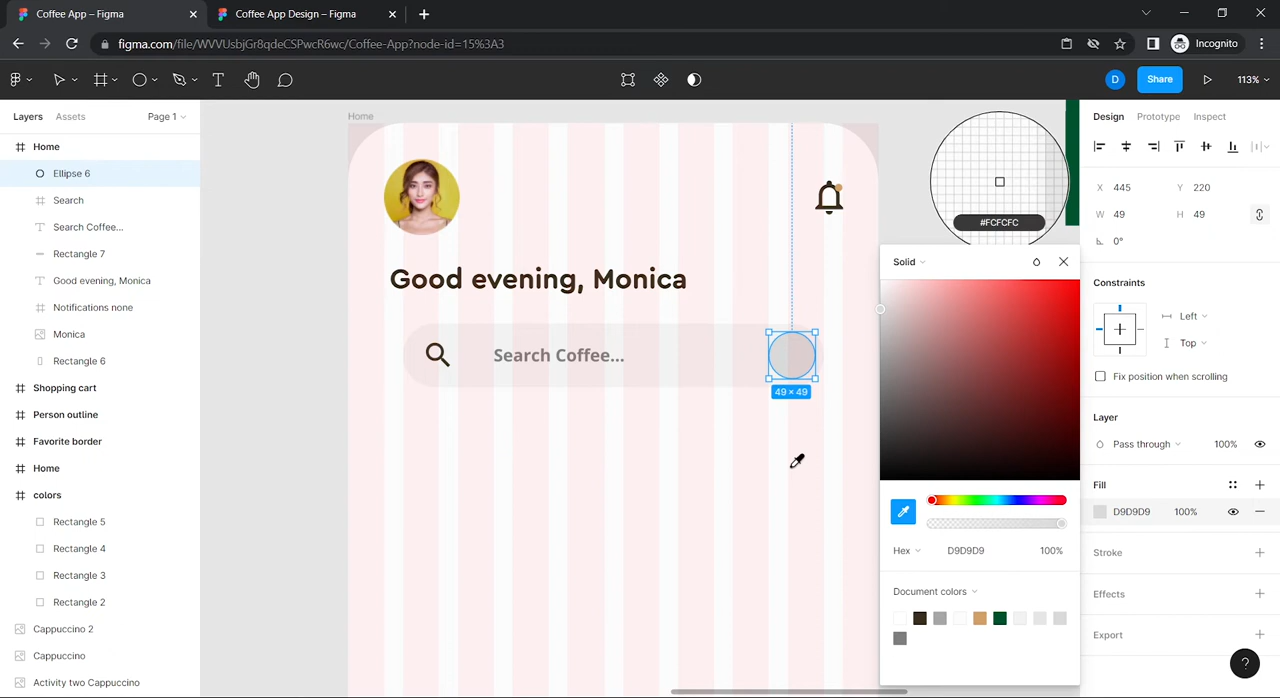 Coffee App – Figma
Coffee App Design – Figma
figma.com/file/WVVUsbjGr8qdeCSPwcR6wc/Coffee-App?node-id=15%3A3
Incognito
D
Share
113%
Layers
Assets
Page 1
Home
Ellipse 6
Search
Search Coffee...
Rectangle 7
Good evening, Monica
Notifications none
Monica
Rectangle 6
Shopping cart
Person outline
Favorite border
Home
colors
Rectangle 5
Rectangle 4
Rectangle 3
Rectangle 2
Cappuccino 2
Cappuccino
Activity two Cappuccino
Home
Good evening, Monica
Search Coffee...
49 × 49
#FCFCFC
Solid
Hex
D9D9D9
100%
Document colors
Design
Prototype
Inspect
X 445
Y 220
W 49
H 49
0°
Constraints
Left
Top
Fix position when scrolling
Layer
Pass through
100%
Fill
D9D9D9
100%
Stroke
Effects
Export
?